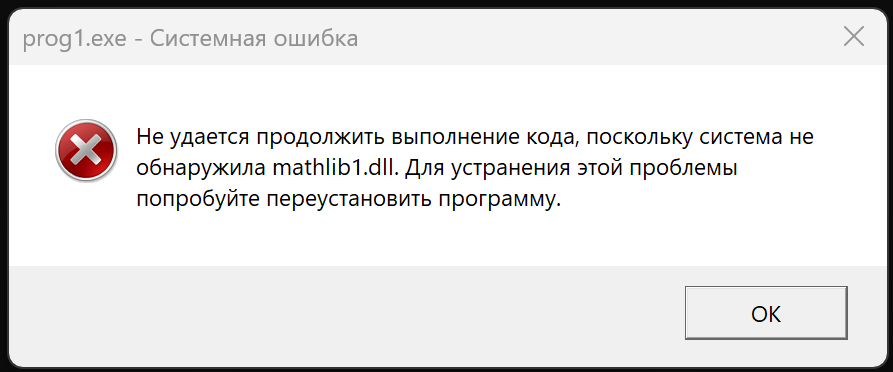 prog1.exe - Системная ошибка
Не удается продолжить выполнение кода, поскольку система не
обнаружила mathlib1.dll. Для устранения этой проблемы
попробуйте переустановить программу.
ОК